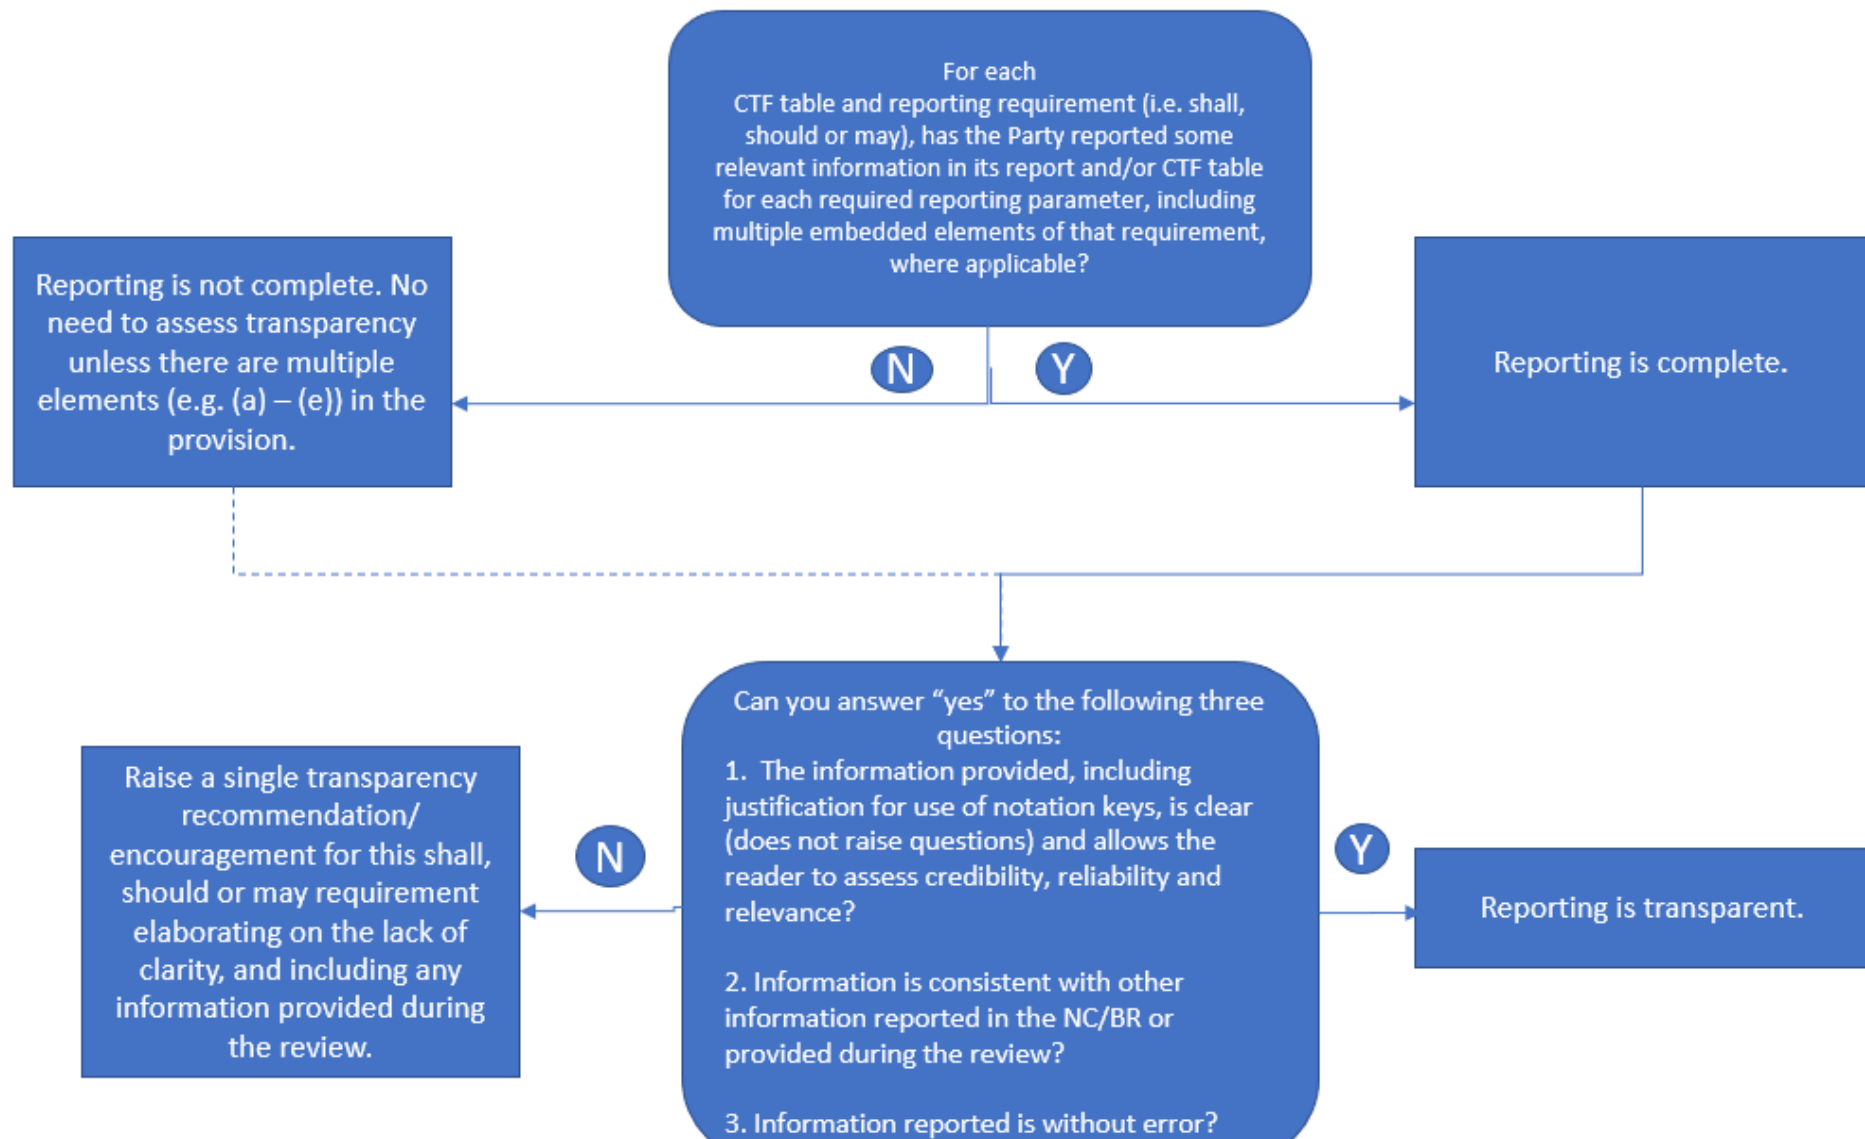 For each
CTF table and reporting requirement (i.e. shall,
should or may), has the Party reported some
relevant information in its report and/or CTF table
for each required reporting parameter, including
multiple embedded elements of that requirement,
where applicable?
Reporting is not complete. No
need to assess transparency
unless there are multiple
elements (e.g. (a) – (e)) in the
provision.
N
Y
Reporting is complete.
Can you answer “yes” to the following three
questions:
1. The information provided, including
justification for use of notation keys, is clear
(does not raise questions) and allows the
reader to assess credibility, reliability and
relevance?
2. Information is consistent with other
information reported in the NC/BR or
provided during the review?
3. Information reported is without error?
N
Raise a single transparency
recommendation/
encouragement for this shall,
should or may requirement
elaborating on the lack of
clarity, and including any
information provided during
the review.
Y
Reporting is transparent.